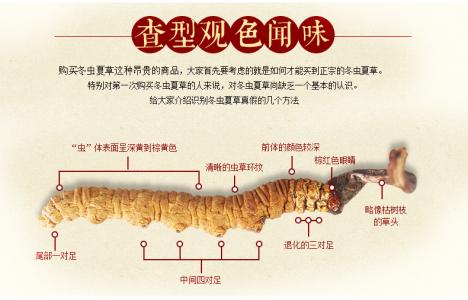 查型观色闻味
购买冬虫夏草这种昂贵的商品，大家首先要考虑的就是如何才能买到正宗的冬虫夏草。
特别对第一次购买冬虫夏草的人来说，对冬虫夏草尚缺乏一个基本的认识。
给大家介绍识别冬虫夏草真假的几个方法
“虫”体表面呈深黄到棕黄色
清晰的虫草环纹
前体的颜色较深
棕红色眼睛
略像枯树枝
的草头
退化的三对足
中间四对足
尾部一对足